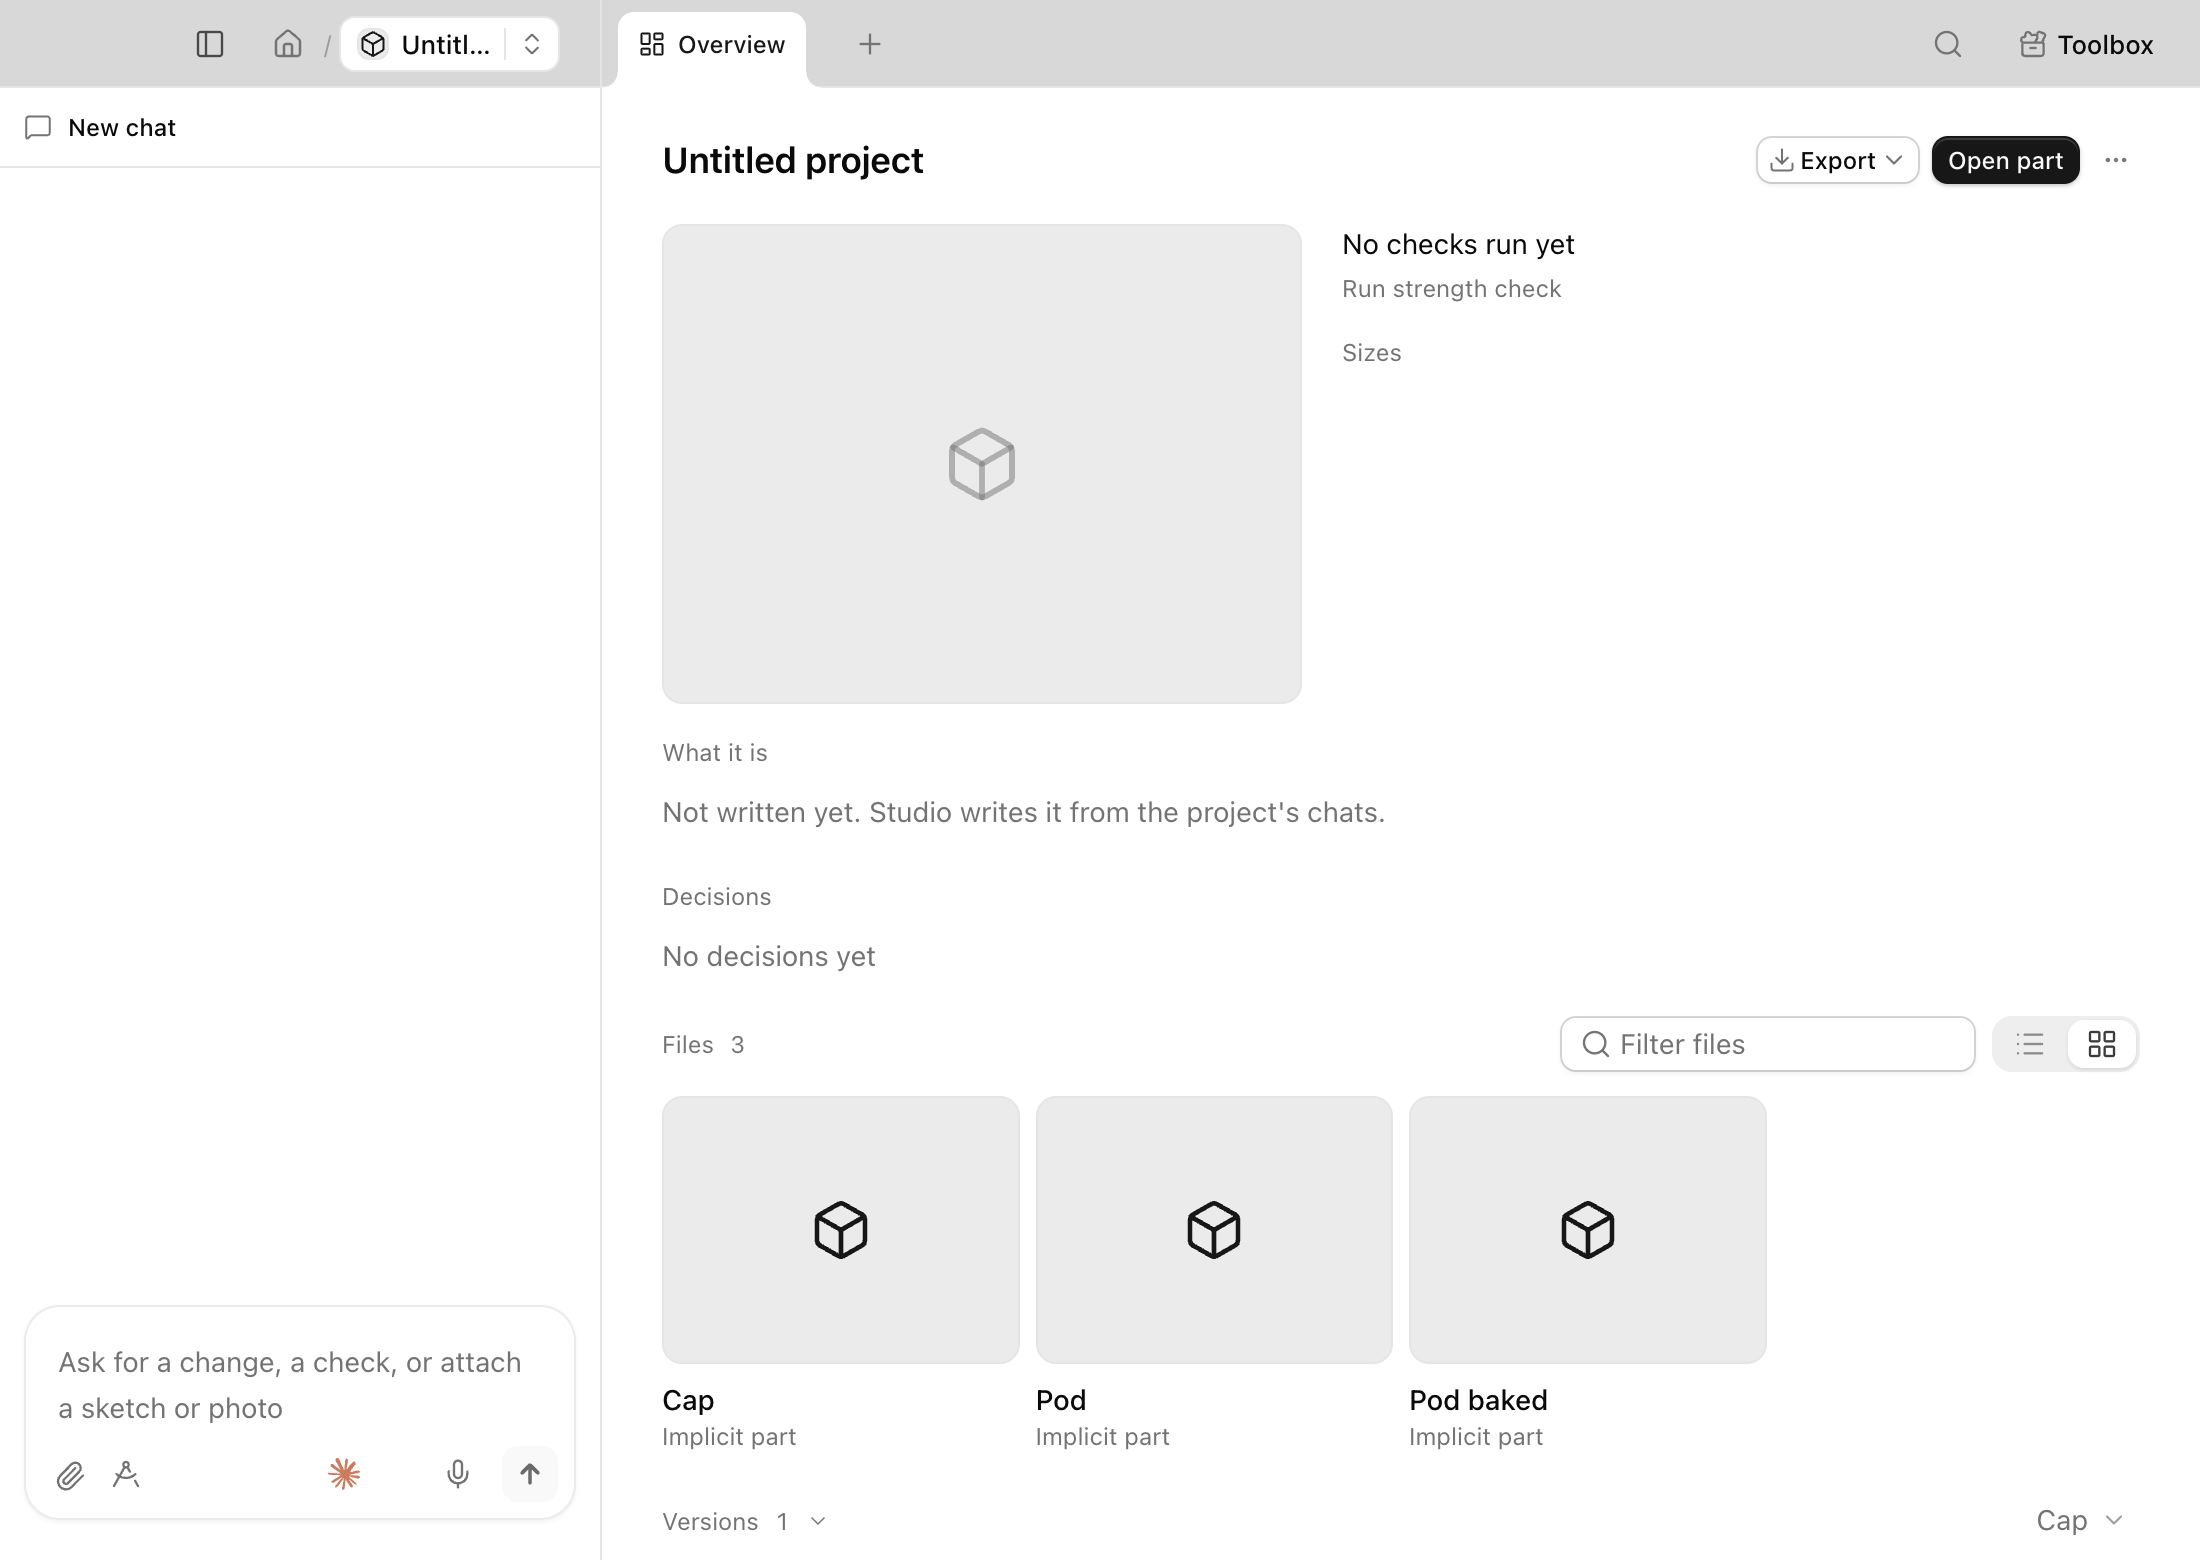 /
Untitl...
Overview
Toolbox
New chat
Untitled project
Export
Open part
No checks run yet
Run strength check
Sizes
What it is
Not written yet. Studio writes it from the project's chats.
Decisions
No decisions yet
Files 3
Filter files
Cap
Implicit part
Pod
Implicit part
Pod baked
Implicit part
Ask for a change, a check, or attach
a sketch or photo
Versions 1
Cap